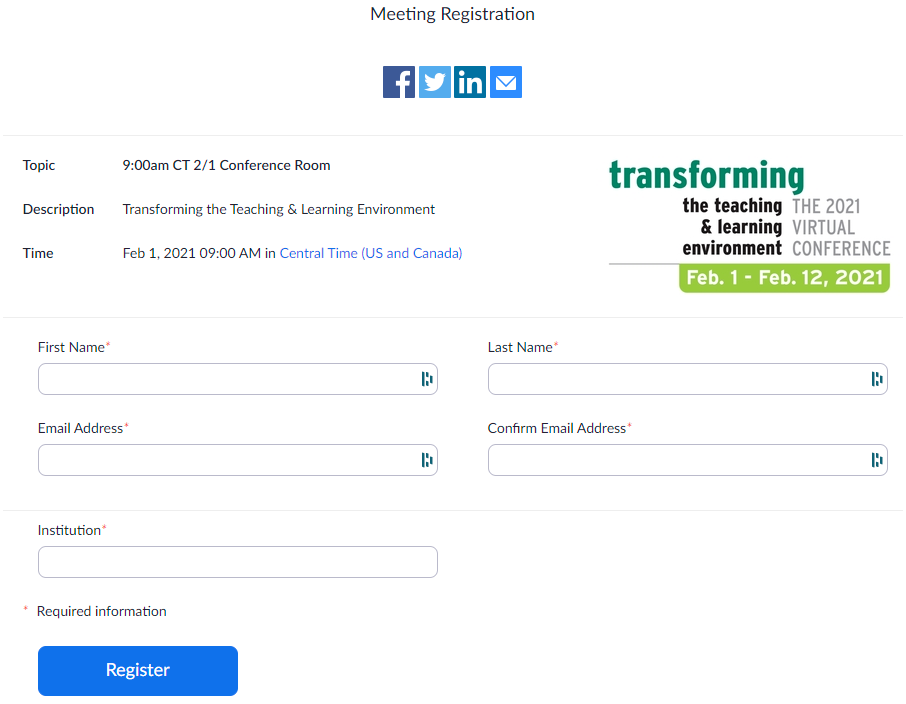 Meeting Registration
Topic 9:00am CT 2/1 Conference Room
Description Transforming the Teaching & Learning Environment
Time Feb 1, 2021 09:00 AM in Central Time (US and Canada)
transforming
the teaching THE 2021
& learning VIRTUAL
environment CONFERENCE
Feb. 1 - Feb. 12, 2021
First Name* Last Name*
Email Address* Confirm Email Address*
Institution*
* Required information
Register